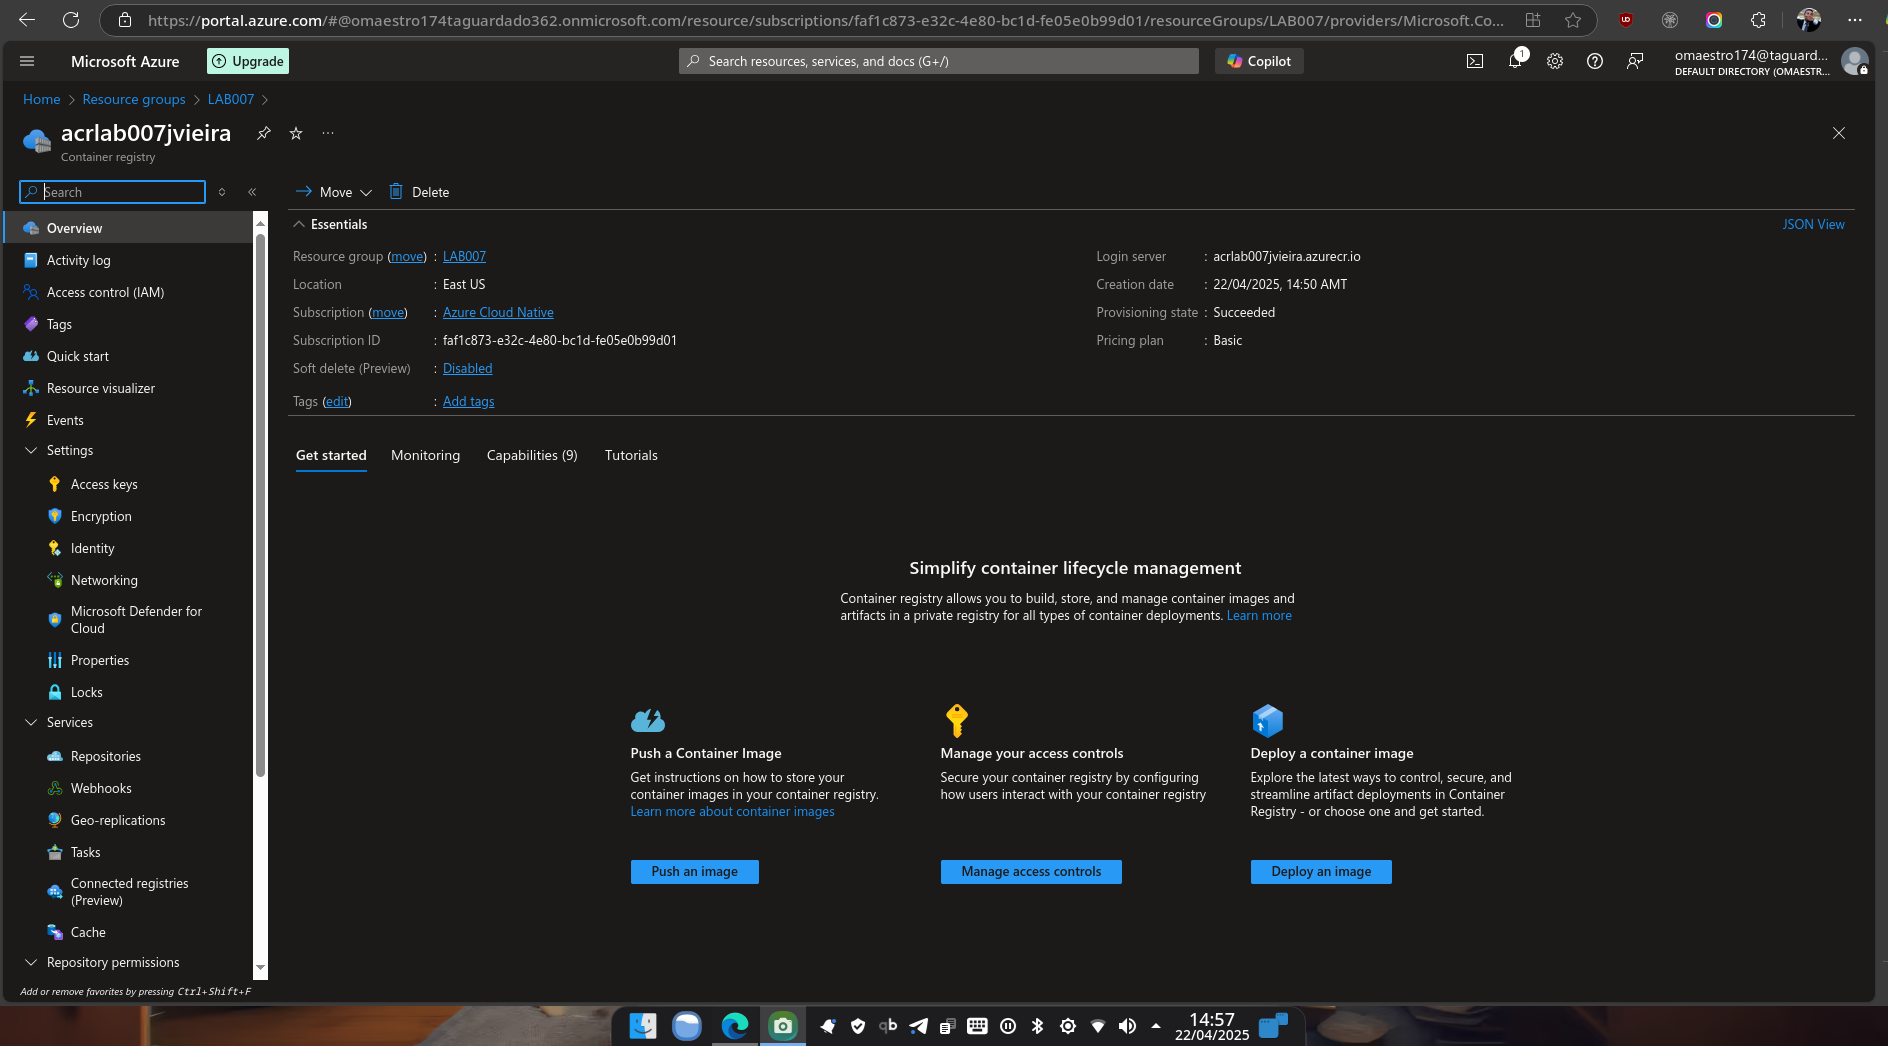 https://portal.azure.com/#@omaestro174taguardado362.onmicrosoft.com/resource/subscriptions/faf1c873-e32c-4e80-bc1d-fe05e0b99d01/resourceGroups/LAB007/providers/Microsoft.Co...
Microsoft Azure
Upgrade
Search resources, services, and docs (G+/)
Copilot
1
omaestro174@taguard...
DEFAULT DIRECTORY (OMAESTR...
Home > Resource groups > LAB007 >
acrlab007jvieira
Container registry
Search
Move
Delete
Overview
Activity log
Access control (IAM)
Tags
Quick start
Resource visualizer
Events
Settings
Access keys
Encryption
Identity
Networking
Microsoft Defender for
Cloud
Properties
Locks
Services
Repositories
Webhooks
Geo-replications
Tasks
Connected registries
(Preview)
Cache
Repository permissions
Add or remove favorites by pressing Ctrl+Shift+F
Essentials
JSON View
Resource group (move) : LAB007
Location : East US
Subscription (move) : Azure Cloud Native
Subscription ID : faf1c873-e32c-4e80-bc1d-fe05e0b99d01
Soft delete (Preview) : Disabled
Tags (edit) : Add tags
Login server : acrlab007jvieira.azurecr.io
Creation date : 22/04/2025, 14:50 AMT
Provisioning state : Succeeded
Pricing plan : Basic
Get started
Monitoring
Capabilities (9)
Tutorials
Simplify container lifecycle management
Container registry allows you to build, store, and manage container images and
artifacts in a private registry for all types of container deployments. Learn more
Push a Container Image
Get instructions on how to store your
container images in your container registry.
Learn more about container images
Push an image
Manage your access controls
Secure your container registry by configuring
how users interact with your container registry
Manage access controls
Deploy a container image
Explore the latest ways to control, secure, and
streamline artifact deployments in Container
Registry - or choose one and get started.
Deploy an image
qb
14:57
22/04/2025